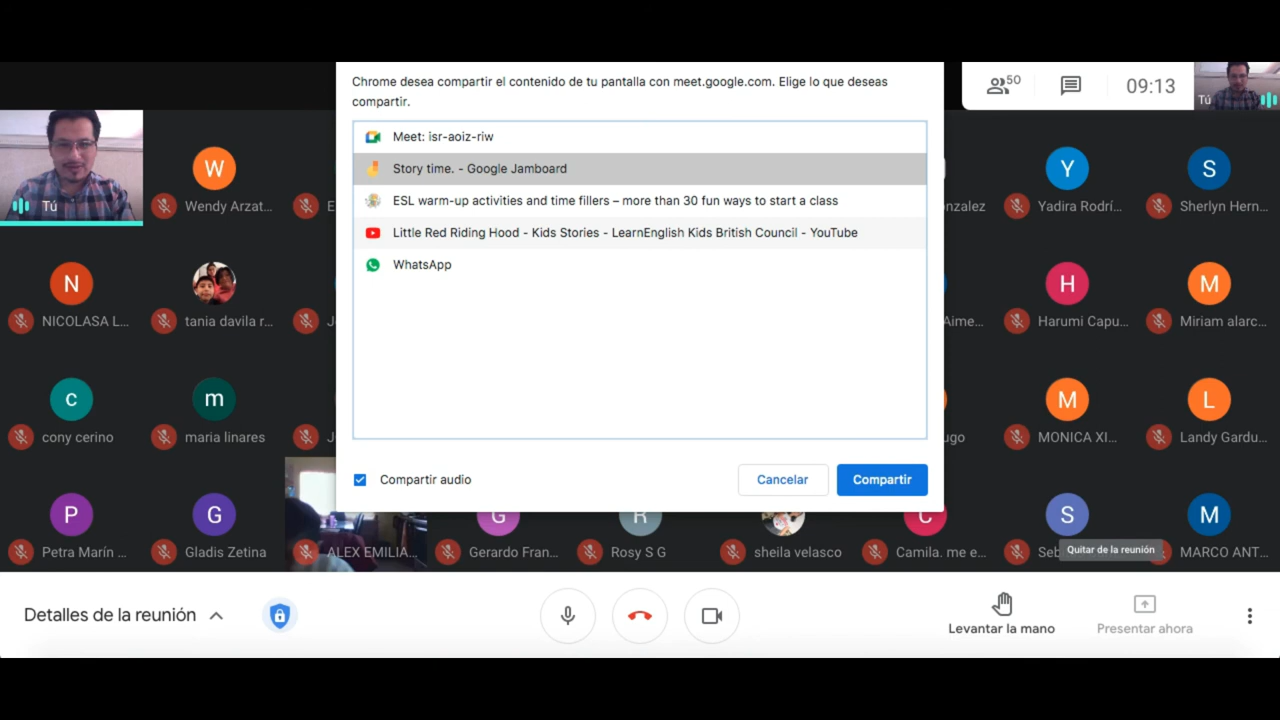 Chrome desea compartir el contenido de tu pantalla con meet.google.com. Elige lo que deseas
compartir.
50
09:13
Tú
Meet: isr-aoiz-riw
Story time. - Google Jamboard
ESL warm-up activities and time fillers – more than 30 fun ways to start a class
Little Red Riding Hood - Kids Stories - LearnEnglish Kids British Council - YouTube
WhatsApp
Compartir audio
Cancelar
Compartir
Tú
W
Wendy Arzat...
E
nzalez
Y
Yadira Rodrí...
S
Sherlyn Hern...
N
NICOLASA L...
tania davila r...
J
Aime...
H
Harumi Capu...
M
Miriam alarc...
c
cony cerino
m
maria linares
J
ugo
M
MONICA XI...
L
Landy Gardu...
P
Petra Marín ...
G
Gladis Zetina
ALEX EMILIA...
G
Gerardo Fran...
R
Rosy S G
sheila velasco
C
Camila. me e...
S
Seb
Quitar de la reunión
M
MARCO ANT...
Detalles de la reunión
Levantar la mano
Presentar ahora